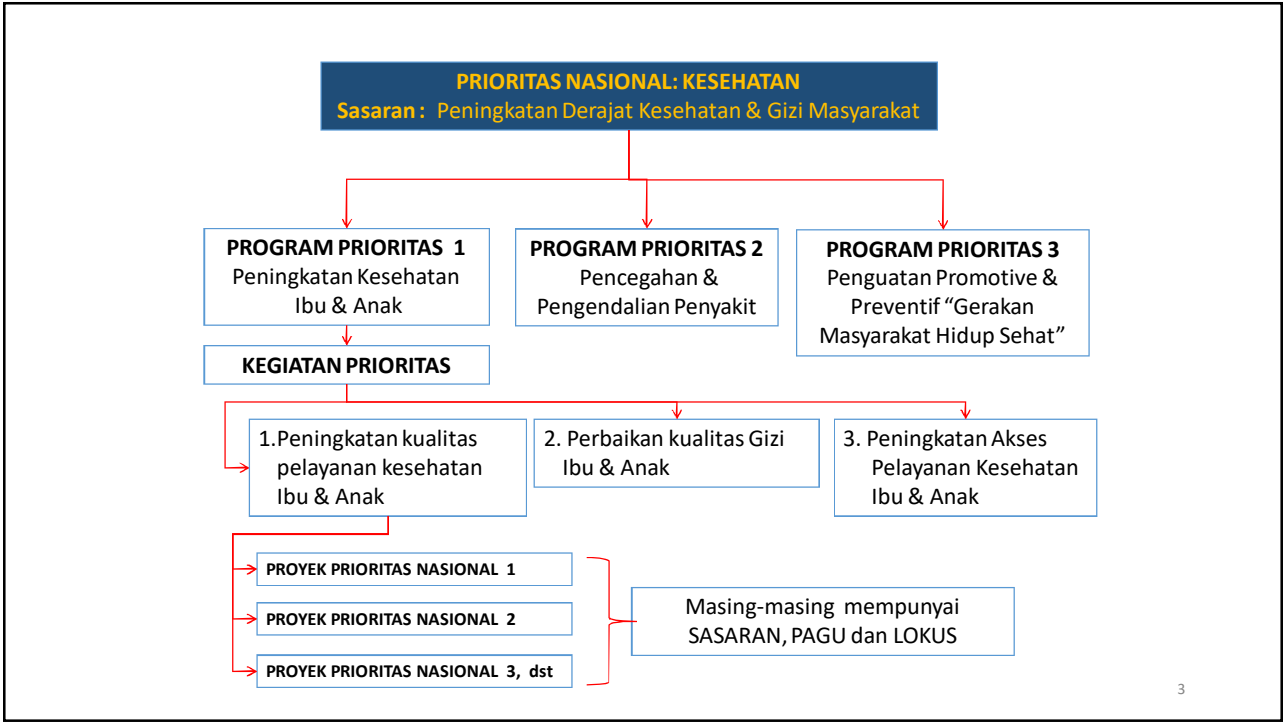 PRIORITAS NASIONAL: KESEHATAN
Sasaran : Peningkatan Derajat Kesehatan & Gizi Masyarakat
PROGRAM PRIORITAS 1
Peningkatan Kesehatan
Ibu & Anak
PROGRAM PRIORITAS 2
Pencegahan &
Pengendalian Penyakit
PROGRAM PRIORITAS 3
Penguatan Promotive &
Preventif “Gerakan
Masyarakat Hidup Sehat”
KEGIATAN PRIORITAS
1.Peningkatan kualitas
pelayanan kesehatan
Ibu & Anak
2. Perbaikan kualitas Gizi
Ibu & Anak
3. Peningkatan Akses
Pelayanan Kesehatan
Ibu & Anak
PROYEK PRIORITAS NASIONAL 1
PROYEK PRIORITAS NASIONAL 2
PROYEK PRIORITAS NASIONAL 3, dst
Masing-masing mempunyai
SASARAN, PAGU dan LOKUS
3